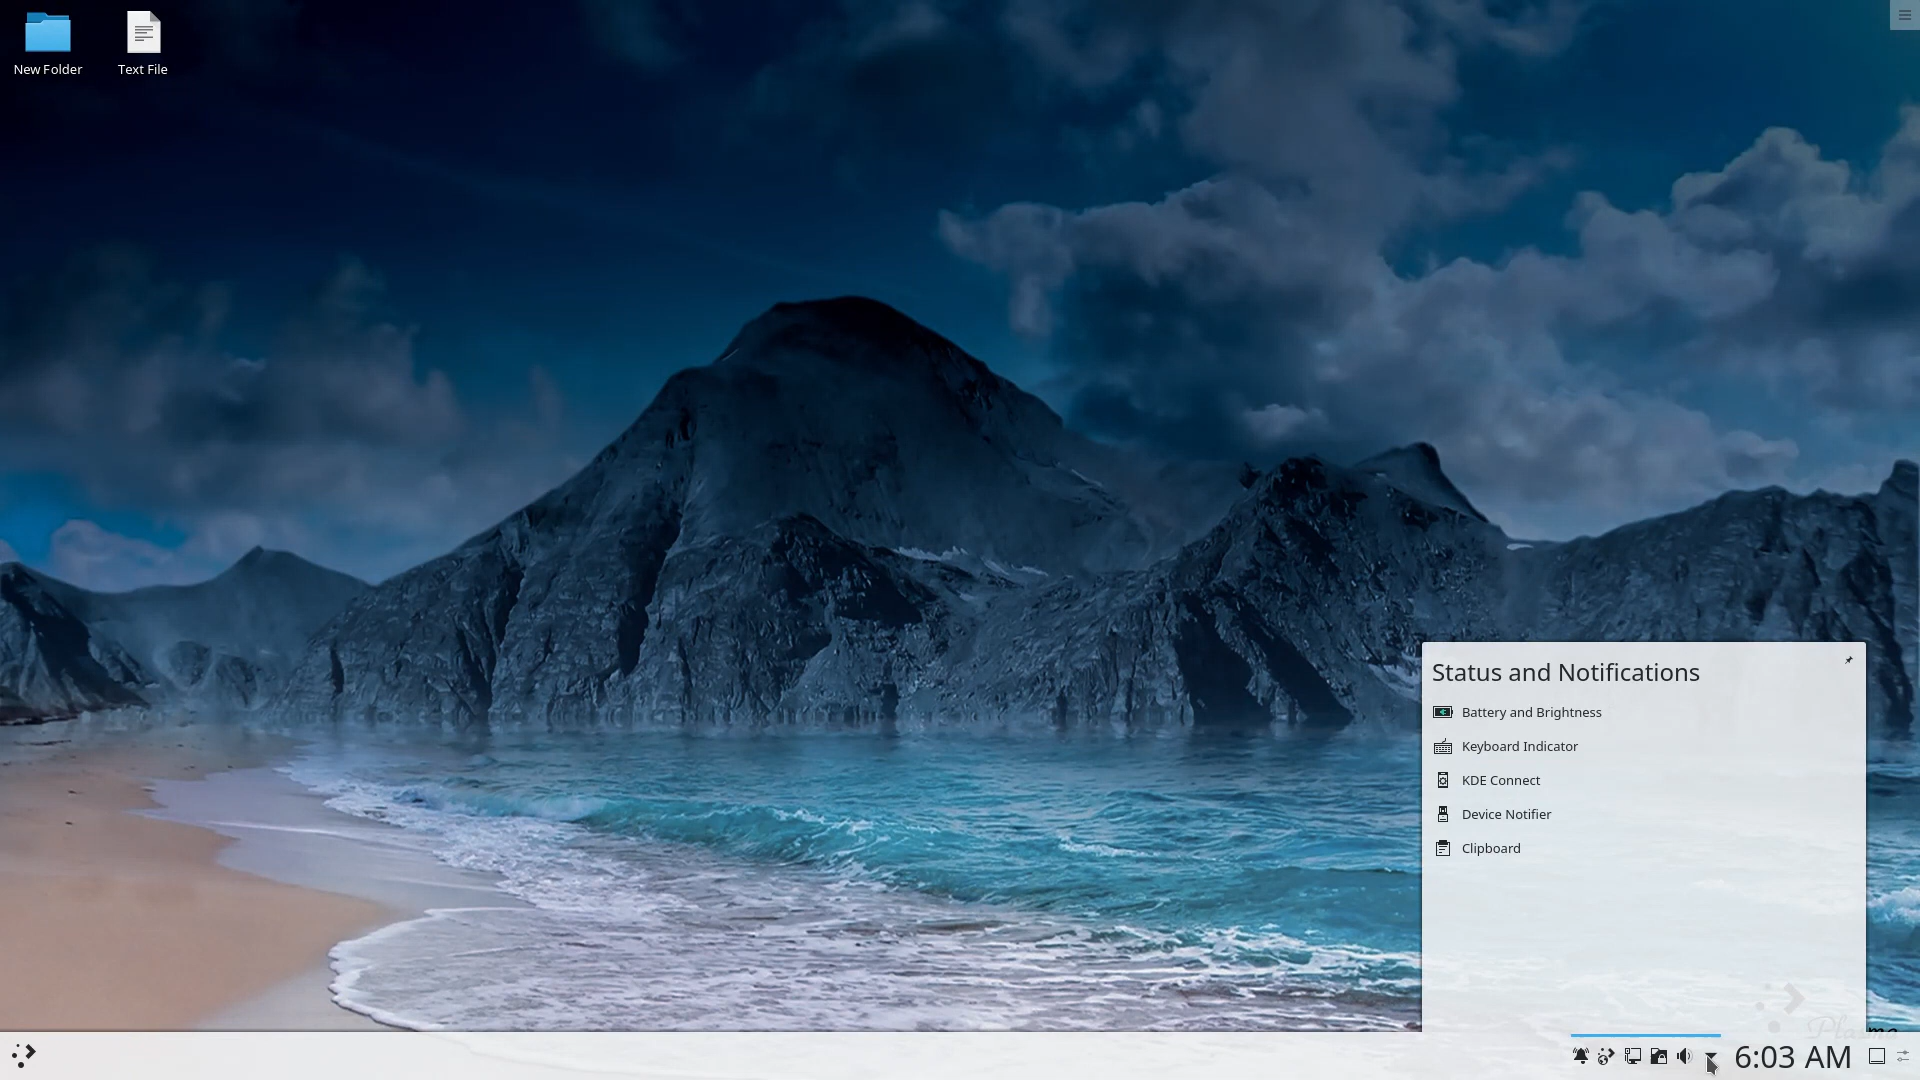 New Folder
Text File
Status and Notifications
Battery and Brightness
Keyboard Indicator
KDE Connect
Device Notifier
Clipboard
Plasma
6:03 AM